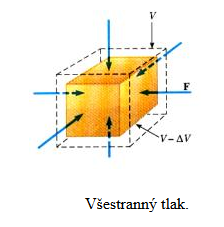 V
F
V – ΔV
Všestranný tlak.